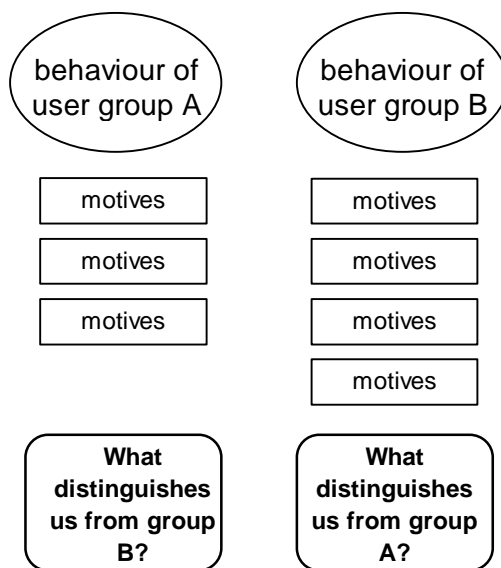 behaviour of
user group A
motives
motives
motives
What
distinguishes
us from group
B?
behaviour of
user group B
motives
motives
motives
motives
What
distinguishes
us from group
A?